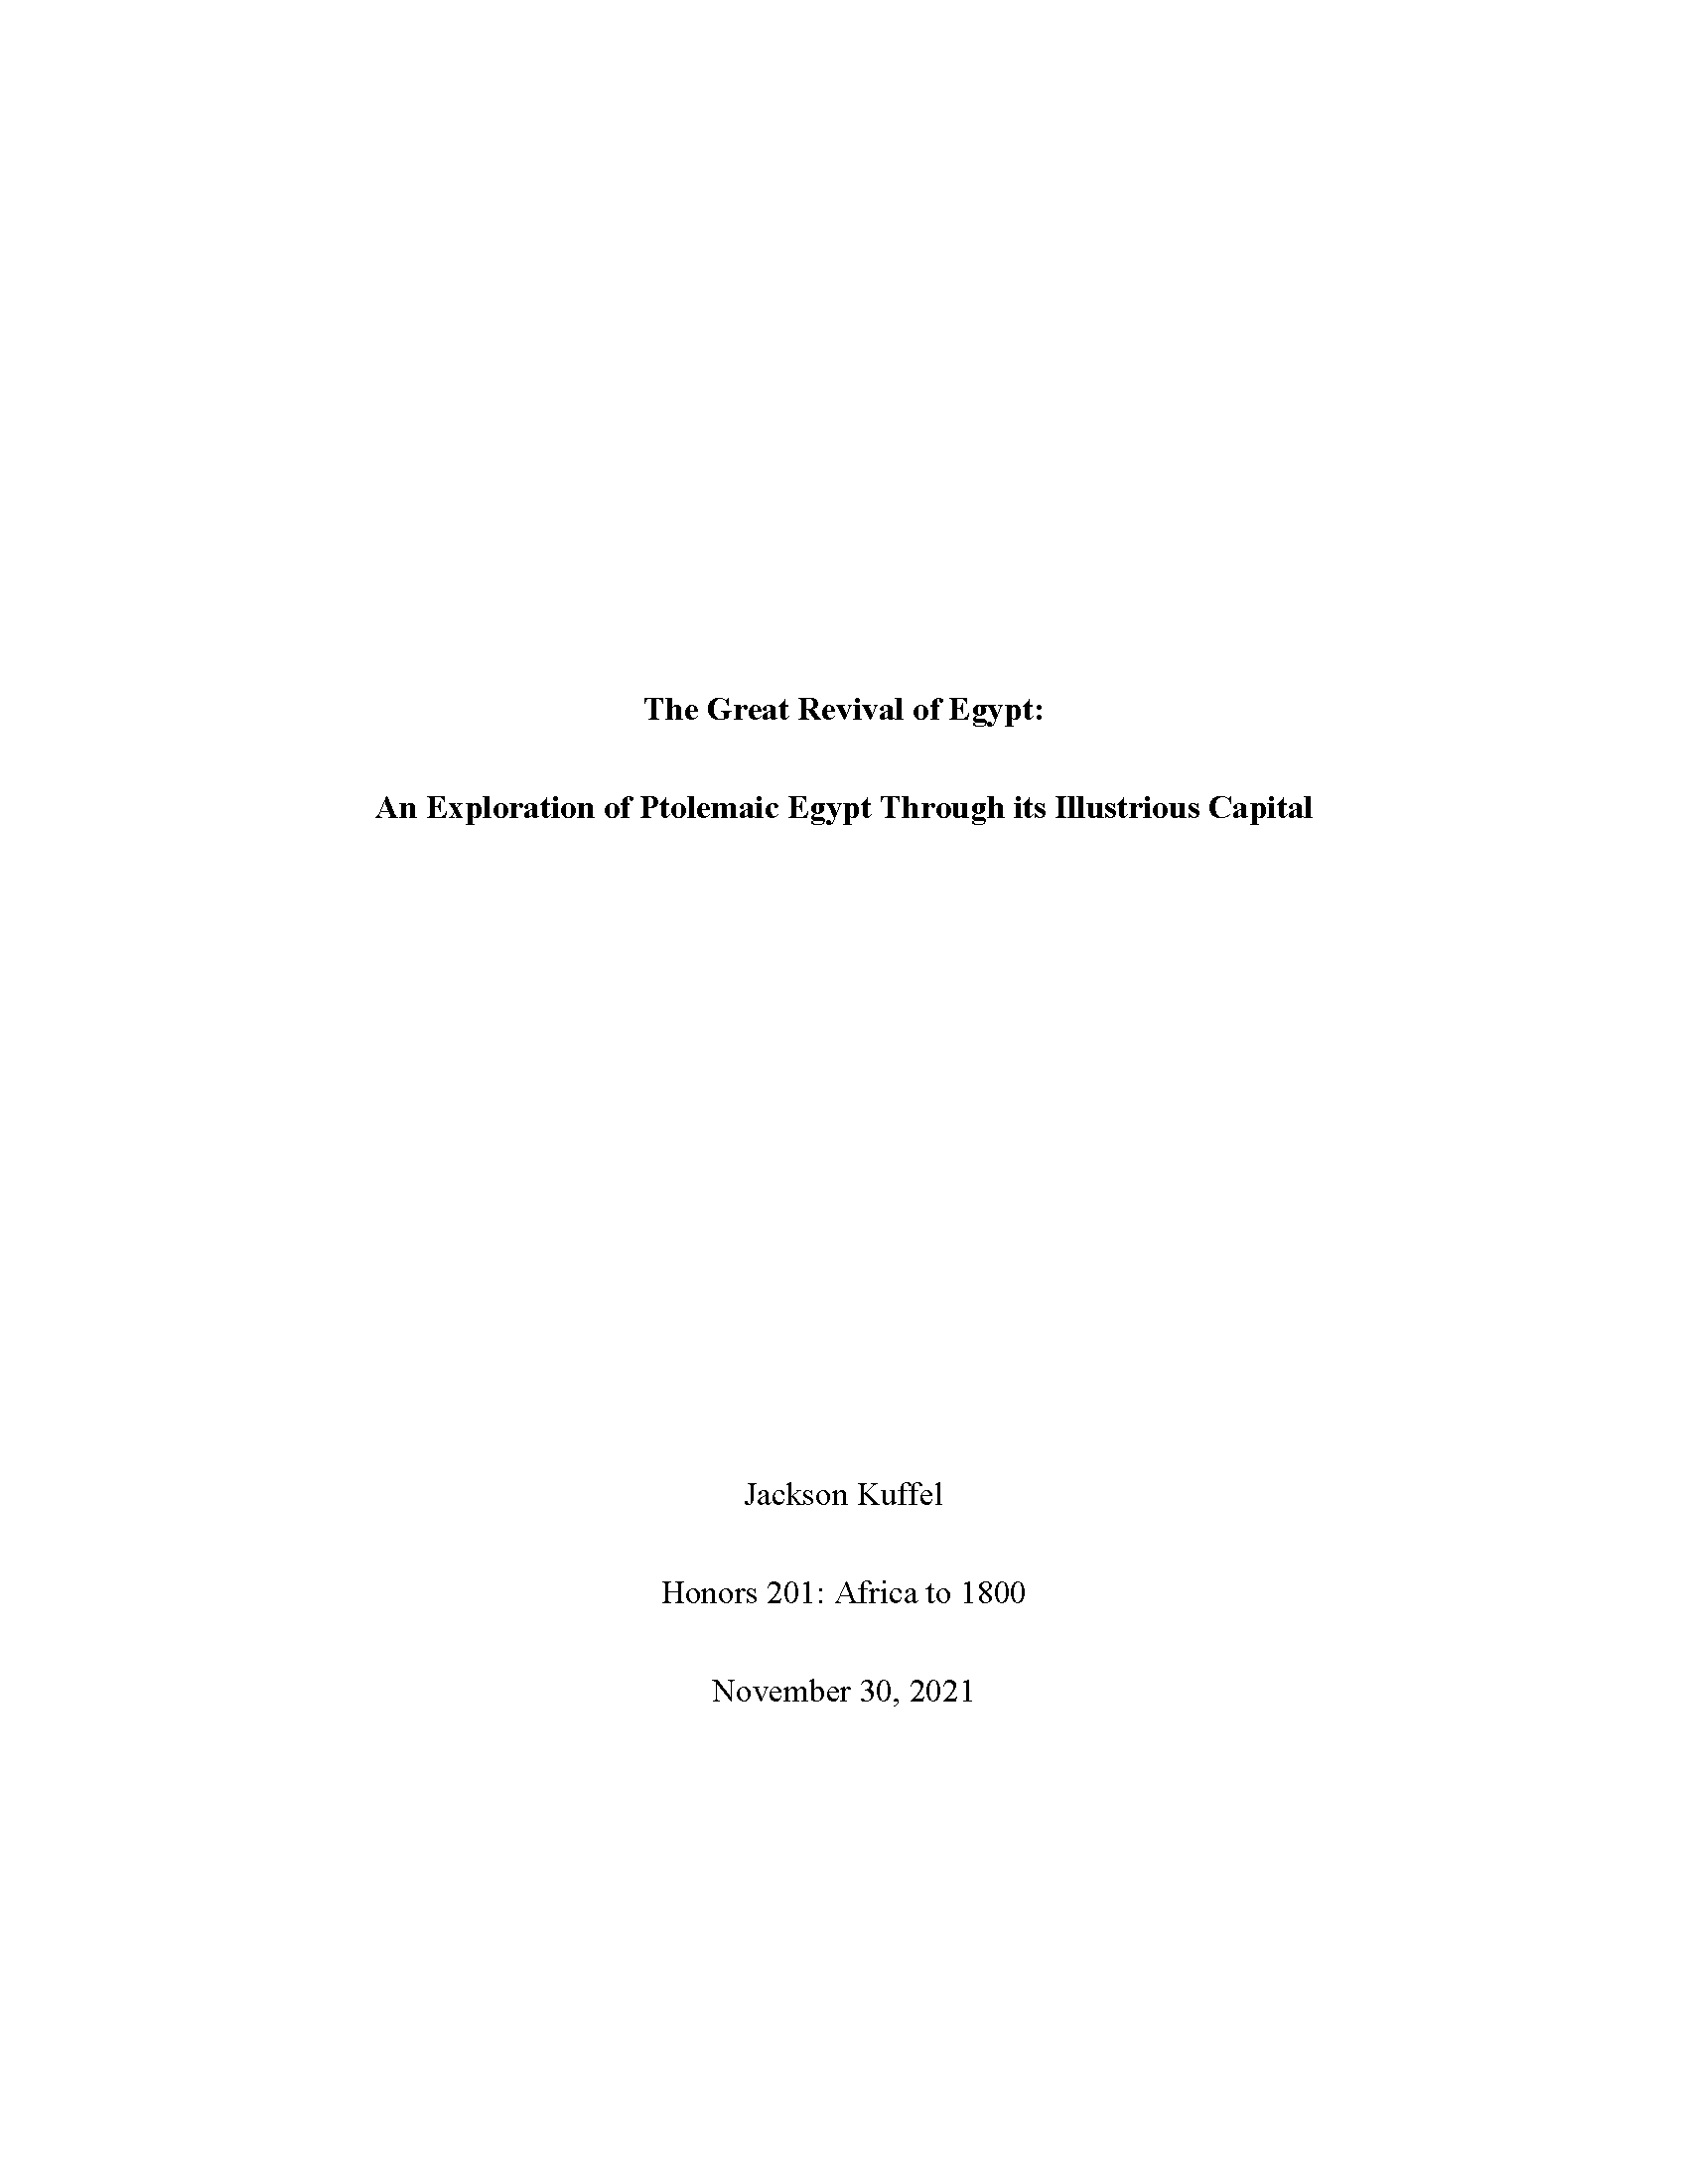 The Great Revival of Egypt:
An Exploration of Ptolemaic Egypt Through its Illustrious Capital
Jackson Kuffel
Honors 201: Africa to 1800
November 30, 2021